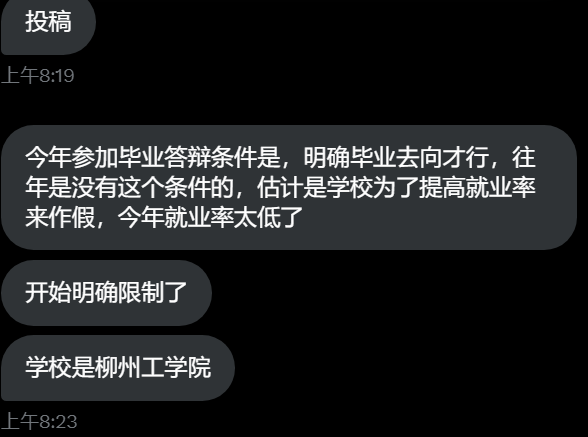 投稿
上午8:19
今年参加毕业答辩条件是，明确毕业去向才行，往
年是没有这个条件的，估计是学校为了提高就业率
来作假，今年就业率太低了
开始明确限制了
学校是柳州工学院
上午8:23